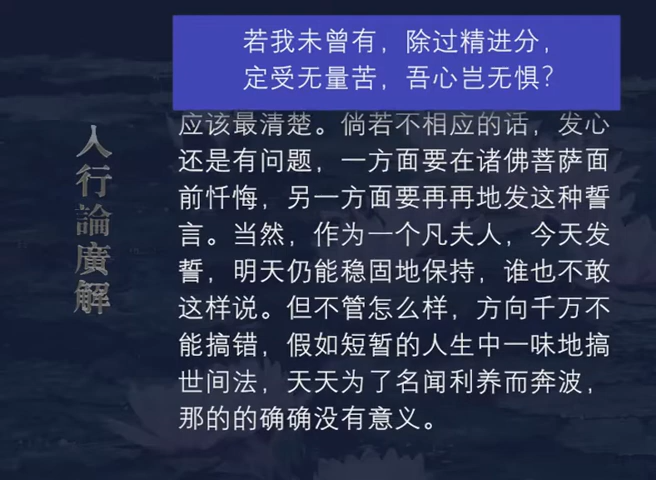 若我未曾有，除过精进分，
定受无量苦，吾心岂无惧？
应该最清楚。倘若不相应的话，发心
还是有问题，一方面要在诸佛菩萨面
前忏悔，另一方面要再再地发这种誓
言。当然，作为一个凡夫人，今天发
誓，明天仍能稳固地保持，谁也不敢
这样说。但不管怎么样，方向千万不
能搞错，假如短暂的人生中一味地搞
世间法，天天为了名闻利养而奔波，
那的的确确没有意义。
入行論廣解